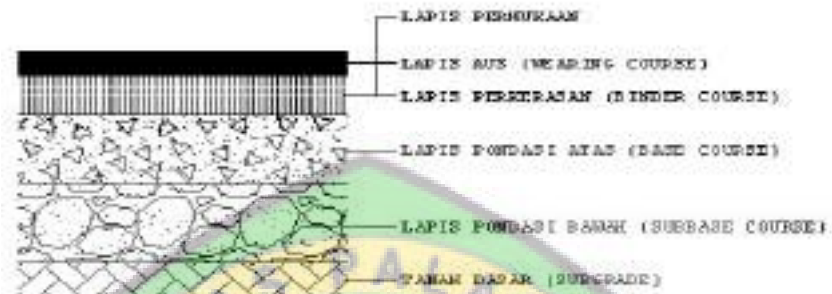 LAPIS PERMUKAAN
LAPIS AUS (WEARING COURSE)
LAPIS PERKERASAN (BINDER COURSE)
LAPIS PONDASI ATAS (BASE COURSE)
LAPIS PONDASI BAWAH (SUBBASE COURSE)
TANAH DASAR (SUBGRADE)